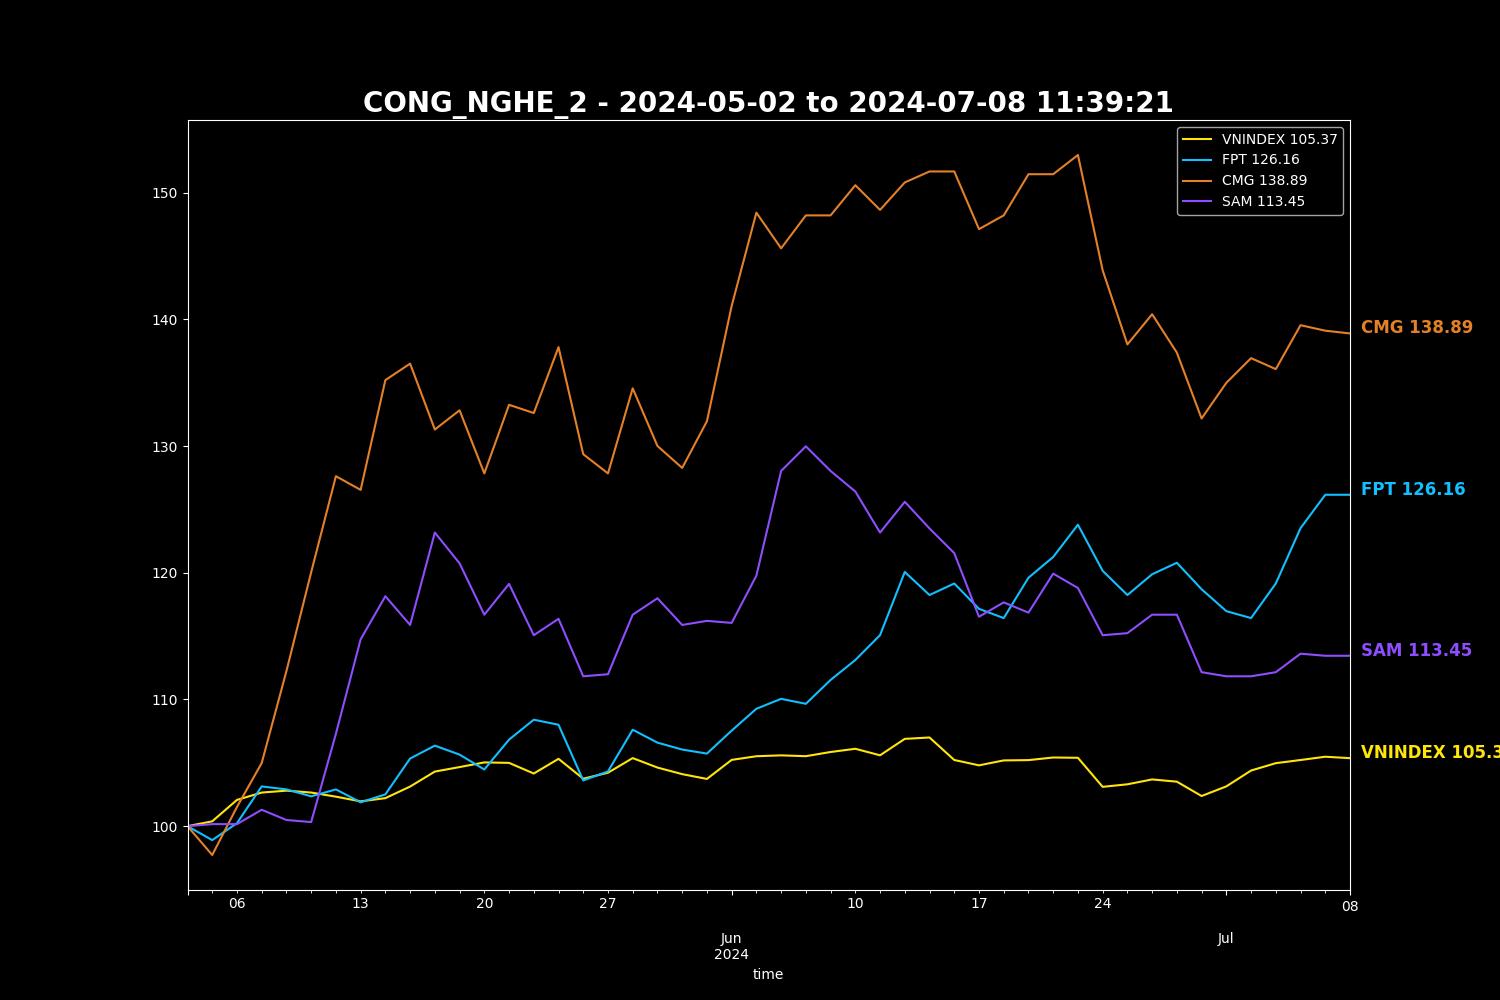 CONG_NGHE_2 - 2024-05-02 to 2024-07-08 11:39:21
VNINDEX 105.37
FPT 126.16
CMG 138.89
SAM 113.45
150
140
130
120
110
100
CMG 138.89
FPT 126.16
SAM 113.45
VNINDEX 105.3
06 13 20 27 10 17 24 08
Jun Jul
2024
time